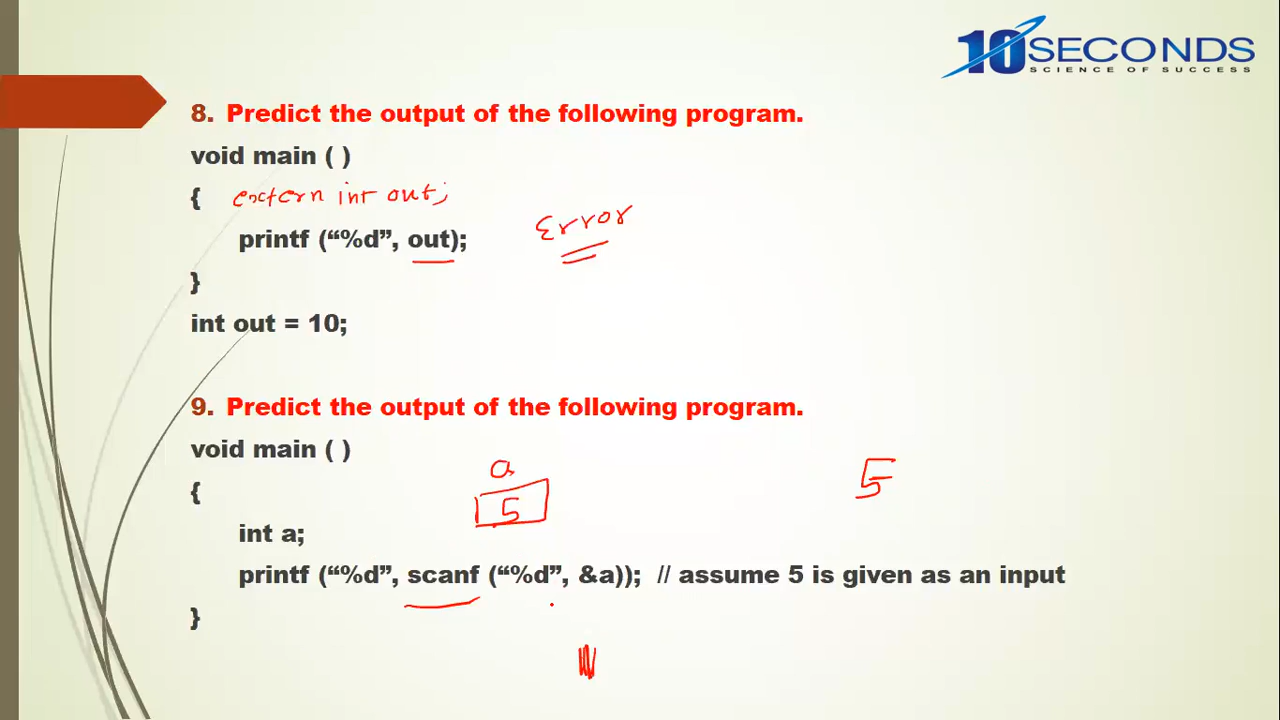 10SECONDS
SCIENCE OF SUCCESS
8. Predict the output of the following program.
void main ( )
{ extern int out;
printf (“%d”, out);
Error
}
int out = 10;
9. Predict the output of the following program.
void main ( )
a
5
{
5
int a;
printf (“%d”, scanf (“%d”, &a)); // assume 5 is given as an input
}